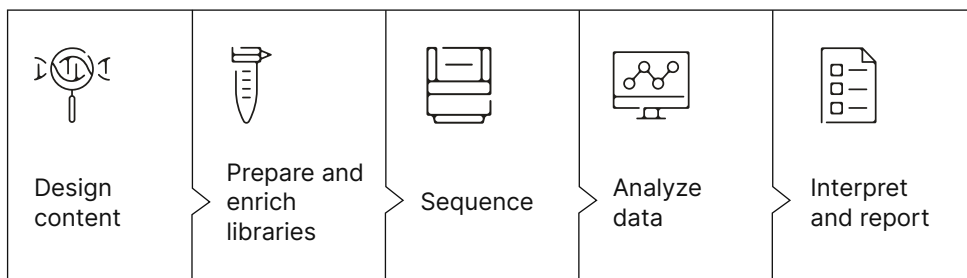 Design
content
Prepare and
enrich
libraries
Sequence
Analyze
data
Interpret
and report